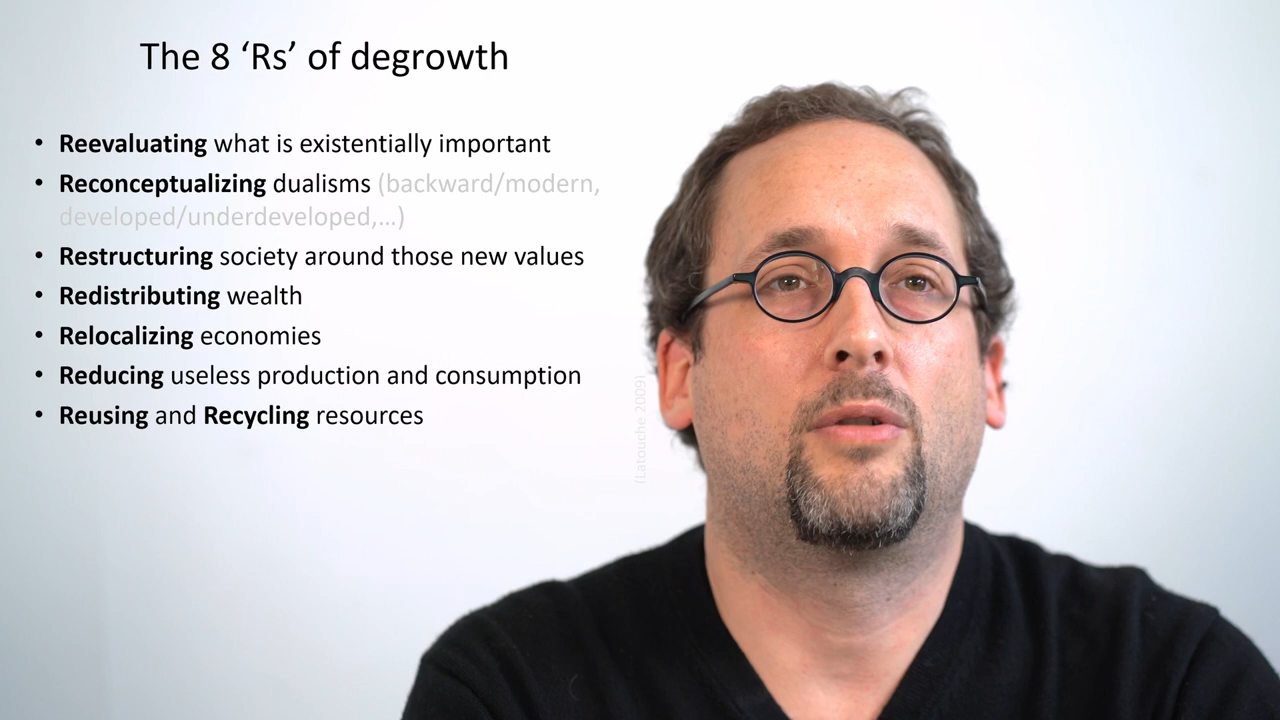 The 8 ‘Rs’ of degrowth
• Reevaluating what is existentially important
• Reconceptualizing dualisms (backward/modern,
developed/underdeveloped,…)
• Restructuring society around those new values
• Redistributing wealth
• Relocalizing economies
• Reducing useless production and consumption
• Reusing and Recycling resources
[Latouche 2009]